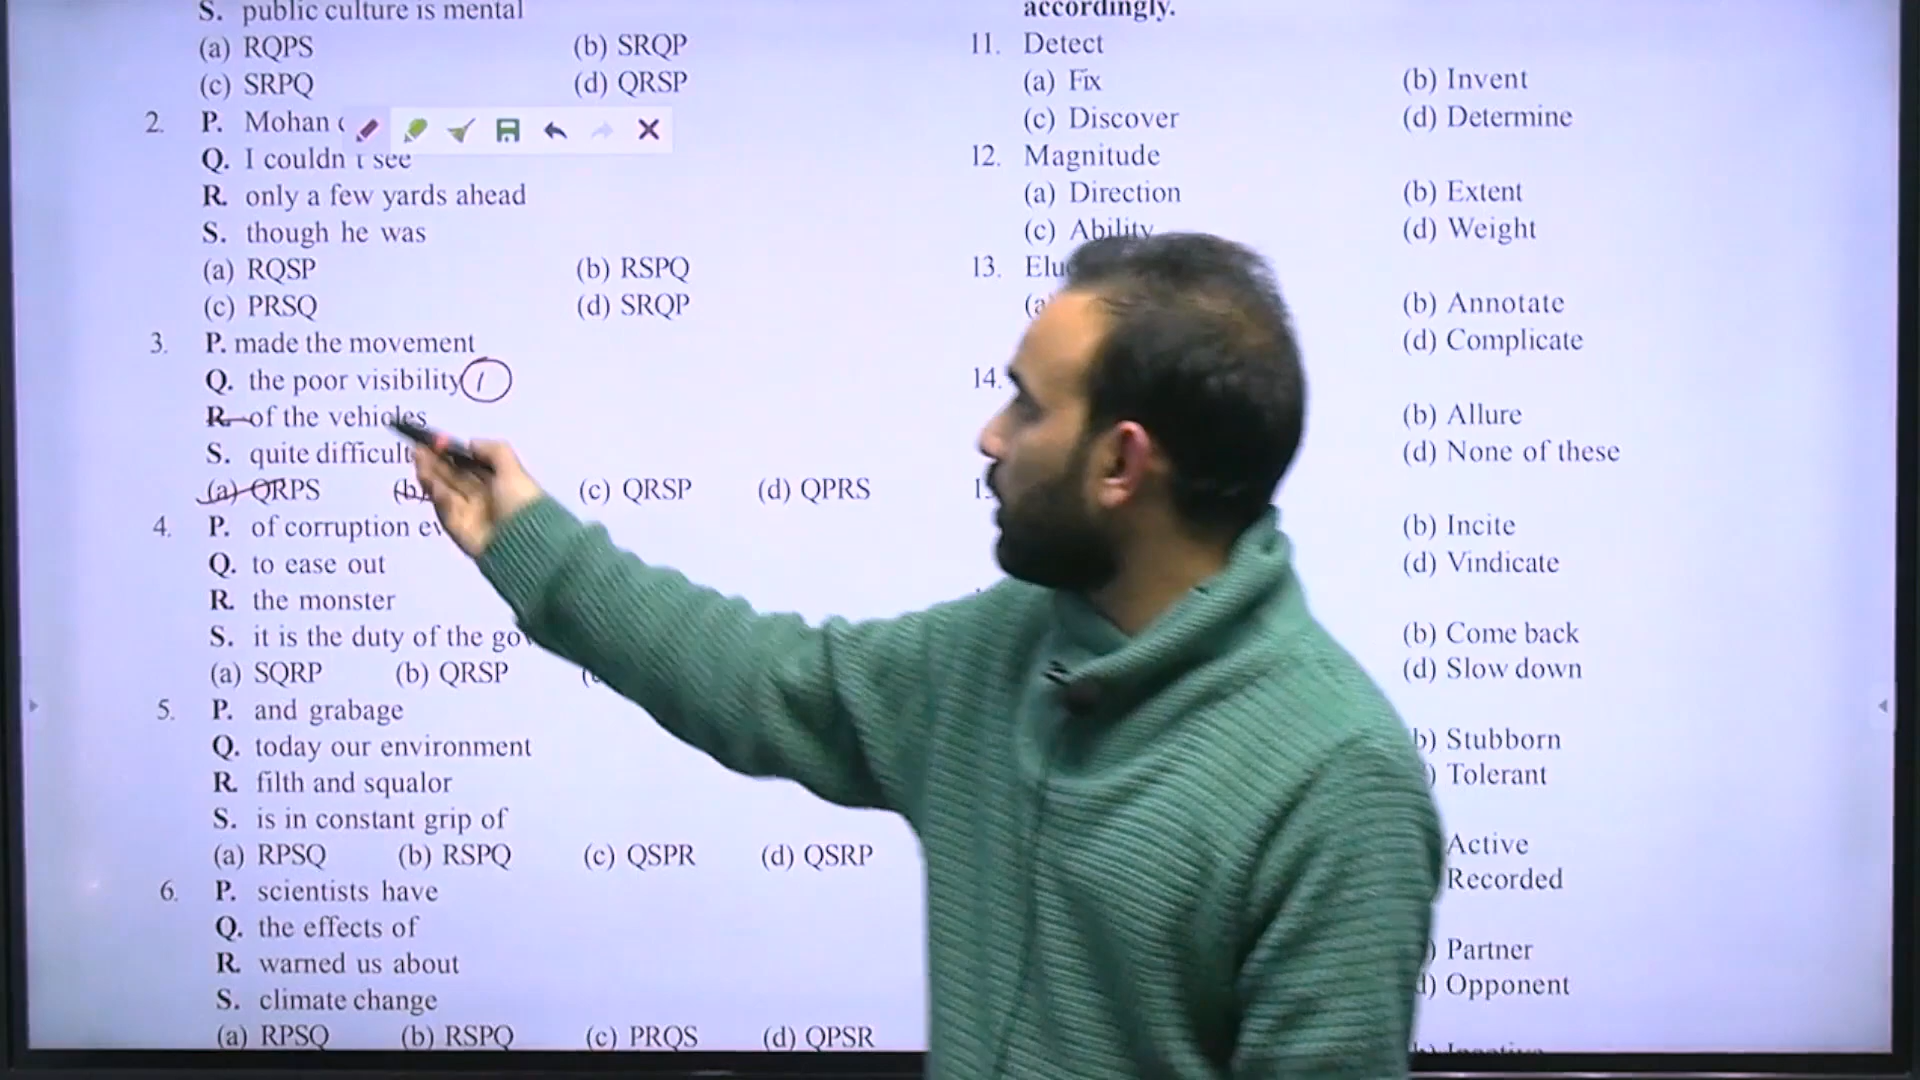 S. public culture is mental
(a) RQPS (b) SRQP
(c) SRPQ (d) QRSP
2. P. Mohan
Q. I couldn't see
R. only a few yards ahead
S. though he was
(a) RQSP (b) RSPQ
(c) PRSQ (d) SRQP
3. P. made the movement
Q. the poor visibility 1
R. of the vehicles
S. quite difficult
(a) QRPS (b) (c) QRSP (d) QPRS
4. P. of corruption
Q. to ease out
R. the monster
S. it is the duty of the
(a) SQRP (b) QRSP
5. P. and grabage
Q. today our environment
R. filth and squalor
S. is in constant grip of
(a) RPSQ (b) RSPQ (c) QSPR (d) QSRP
6. P. scientists have
Q. the effects of
R. warned us about
S. climate change
(a) RPSQ (b) RSPQ (c) PRQS (d) QPSR
accordingly.
11. Detect
(a) Fix (b) Invent
(c) Discover (d) Determine
12. Magnitude
(a) Direction (b) Extent
(c) Ability (d) Weight
13.
(a (b) Annotate
(d) Complicate
14.
(b) Allure
(d) None of these
(b) Incite
(d) Vindicate
(b) Come back
(d) Slow down
b) Stubborn
) Tolerant
Active
Recorded
) Partner
d) Opponent